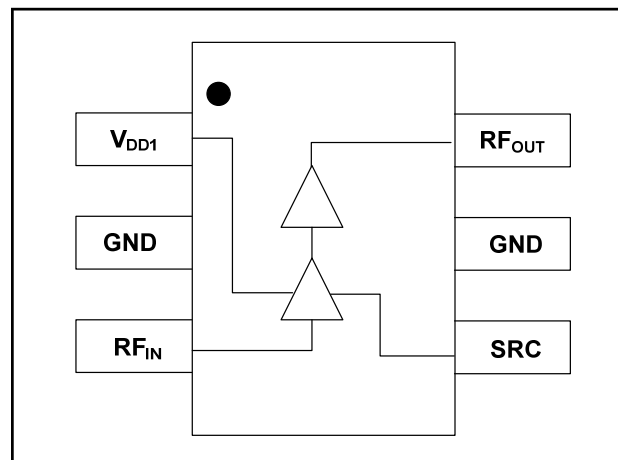 VDD1
RFOUT
GND
GND
RFIN
SRC